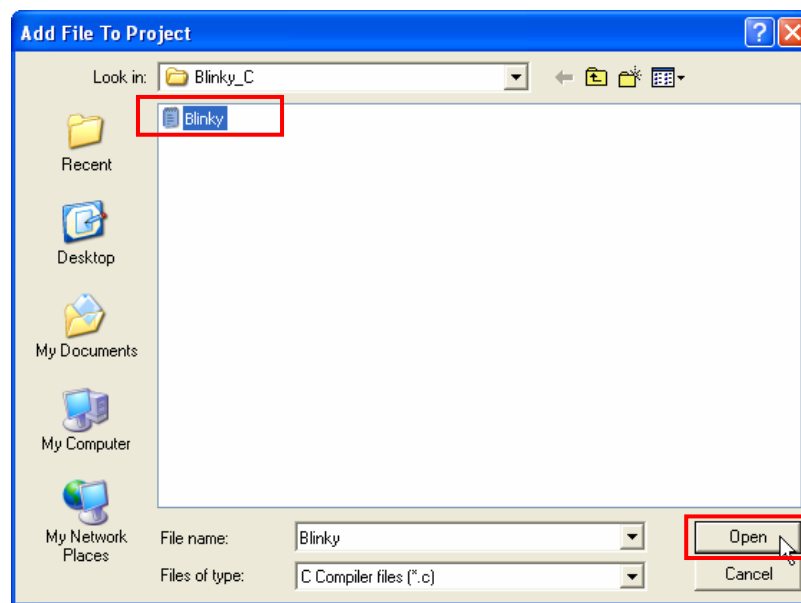 Add File To Project
Look in: Blinky_C
Blinky
Recent
Desktop
My Documents
My Computer
My Network
Places
File name: Blinky Open
Files of type: C Compiler files (*.c) Cancel